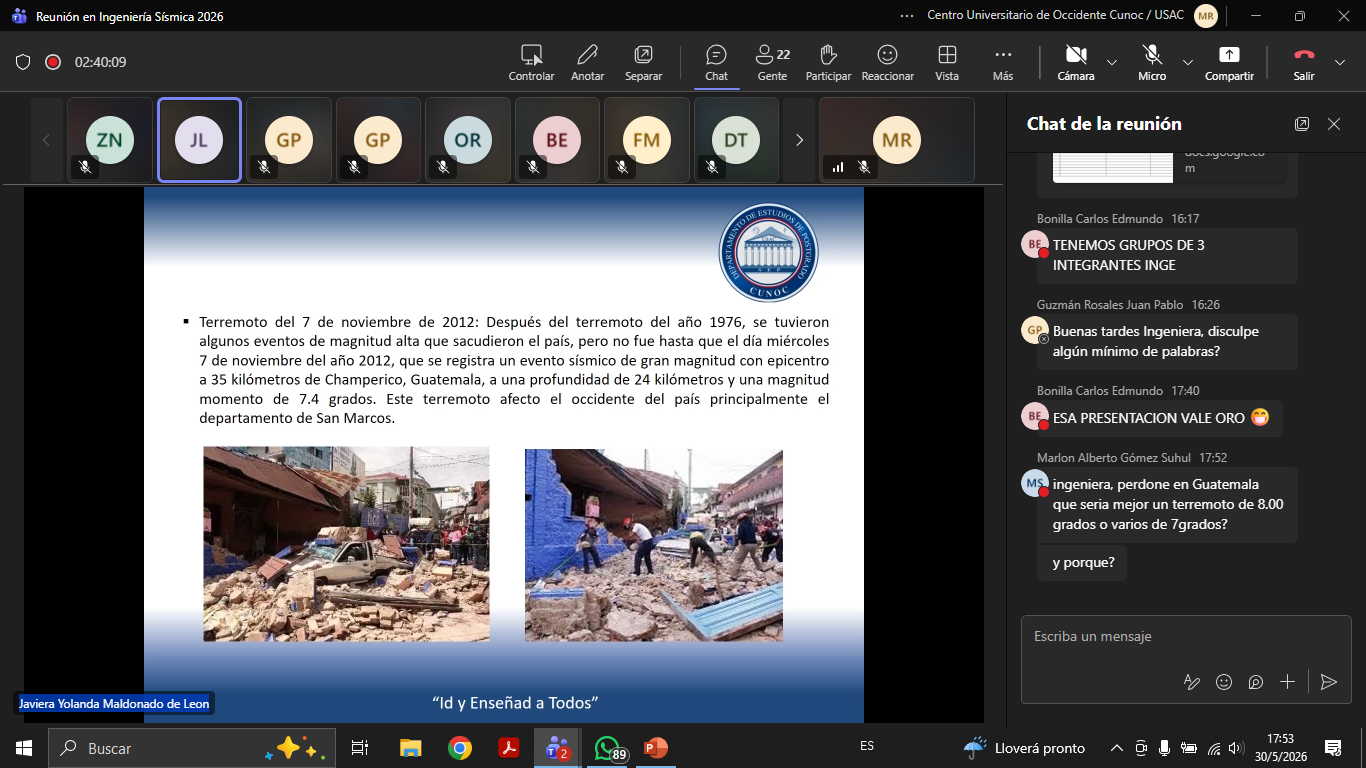 Reunión en Ingeniería Sísmica 2026
Centro Universitario de Occidente Cunoc / USAC
MR
02:40:09
Controlar
Anotar
Separar
Chat
22
Gente
Participar
Reaccionar
Vista
Más
Cámara
Micro
Compartir
Salir
ZN
JL
GP
GP
OR
BE
FM
DT
MR
DEPARTAMENTO DE ESTUDIOS DE POSTGRADO
SEP
CUNOC
▪ Terremoto del 7 de noviembre de 2012: Después del terremoto del año 1976, se tuvieron
algunos eventos de magnitud alta que sacudieron el país, pero no fue hasta que el día miércoles
7 de noviembre del año 2012, que se registra un evento sísmico de gran magnitud con epicentro
a 35 kilómetros de Champerico, Guatemala, a una profundidad de 24 kilómetros y una magnitud
momento de 7.4 grados. Este terremoto afecto el occidente del país principalmente el
departamento de San Marcos.
“Id y Enseñad a Todos”
Javiera Yolanda Maldonado de Leon
Chat de la reunión
docs.google.co
m
Bonilla Carlos Edmundo 16:17
BE
TENEMOS GRUPOS DE 3
INTEGRANTES INGE
Guzmán Rosales Juan Pablo 16:26
GP
Buenas tardes Ingeniera, disculpe
algún mínimo de palabras?
Bonilla Carlos Edmundo 17:40
BE
ESA PRESENTACION VALE ORO 😁
Marlon Alberto Gómez Suhul 17:52
MS
ingeniera, perdone en Guatemala
que seria mejor un terremoto de 8.00
grados o varios de 7grados?
y porque?
Escriba un mensaje
Buscar
2
89
ES
Lloverá pronto
17:53
30/5/2026